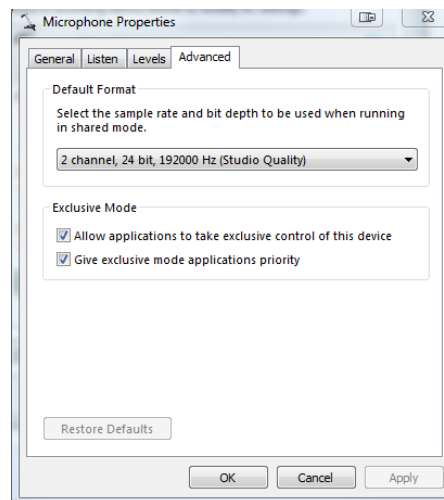 Microphone Properties
General Listen Levels Advanced
Default Format
Select the sample rate and bit depth to be used when running
in shared mode.
2 channel, 24 bit, 192000 Hz (Studio Quality)
Exclusive Mode
Allow applications to take exclusive control of this device
Give exclusive mode applications priority
Restore Defaults
OK Cancel Apply